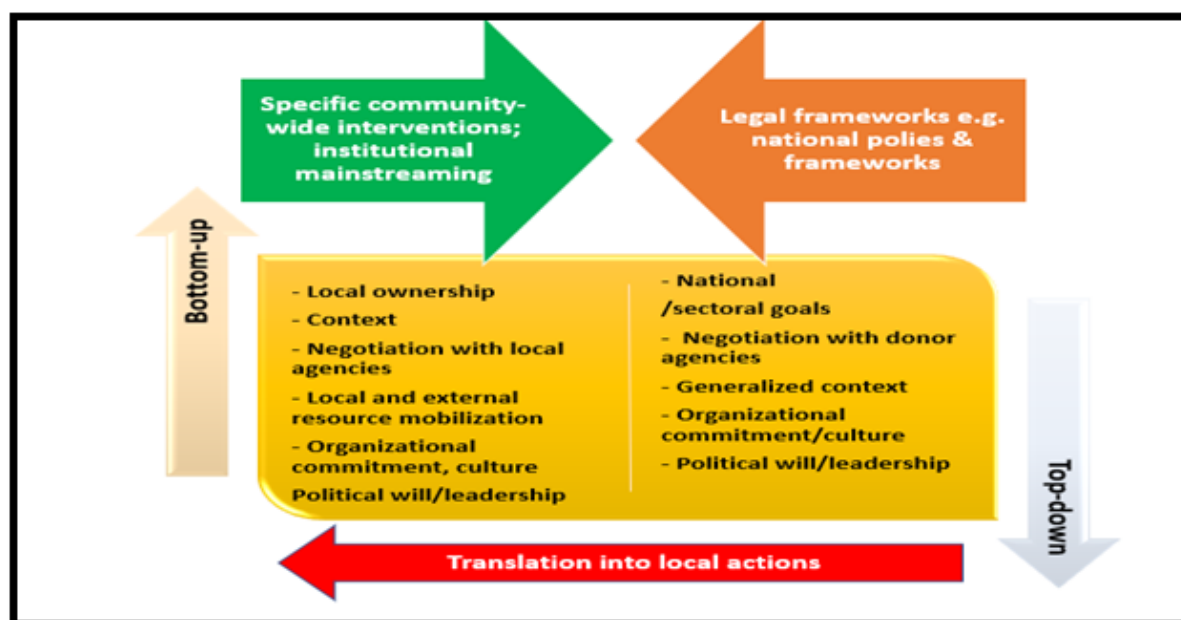 Specific community-
wide interventions;
institutional
mainstreaming
Legal frameworks e.g.
national polies &
frameworks
Bottom-up
- Local ownership
- Context
- Negotiation with local
agencies
- Local and external
resource mobilization
- Organizational
commitment, culture
Political will/leadership
- National
/sectoral goals
- Negotiation with donor
agencies
- Generalized context
- Organizational
commitment/culture
- Political will/leadership
Top-down
Translation into local actions